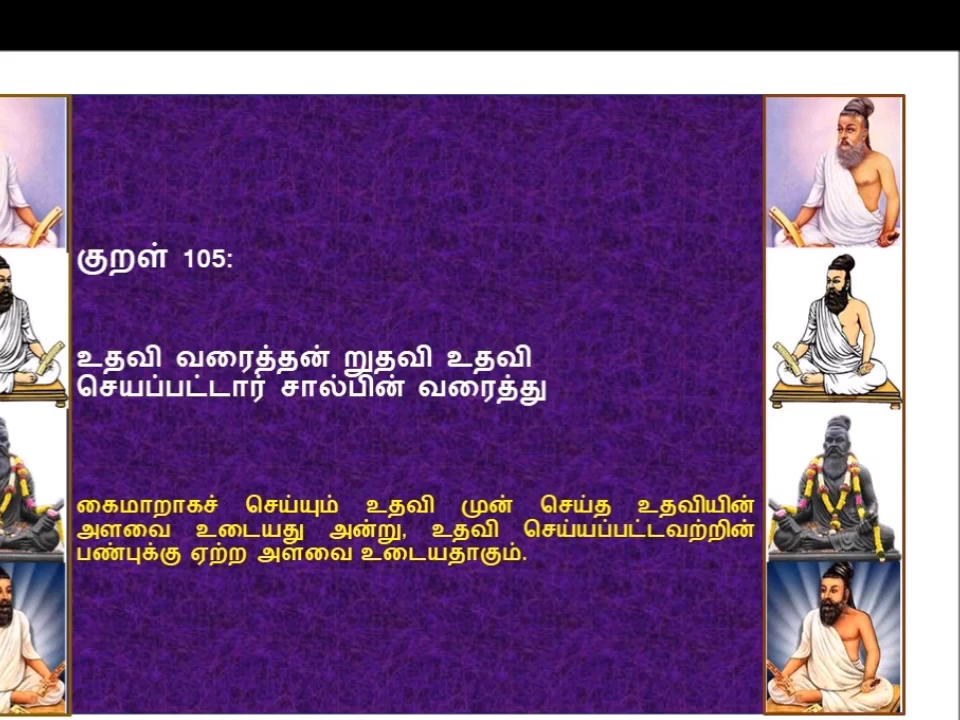 குறள் 105:
உதவி வரைத்தன் றுதவி உதவி
செயப்பட்டார் சால்பின் வரைத்து
கைமாறாகச் செய்யும் உதவி முன் செய்த உதவியின்
அளவை உடையது அன்று, உதவி செய்யப்பட்டவற்றின்
பண்புக்கு ஏற்ற அளவை உடையதாகும்.